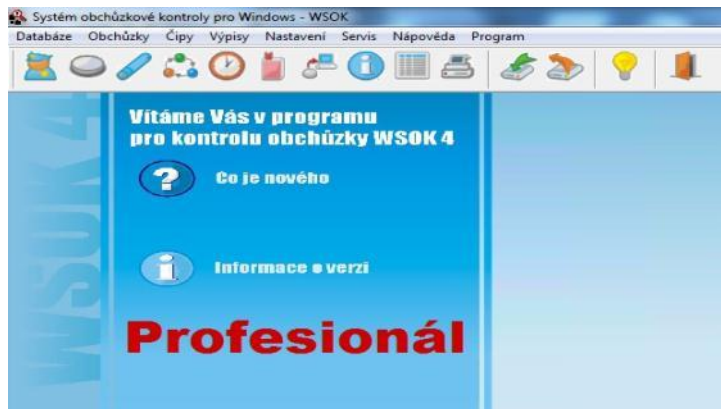 Systém obchůzkové kontroly pro Windows - WSOK
Databáze Obchůzky Čipy Výpisy Nastavení Servis Nápověda Program
WSOK 4
Vítáme Vás v programu
pro kontrolu obchůzky WSOK 4
Co je nového
Informace o verzi
Profesionál